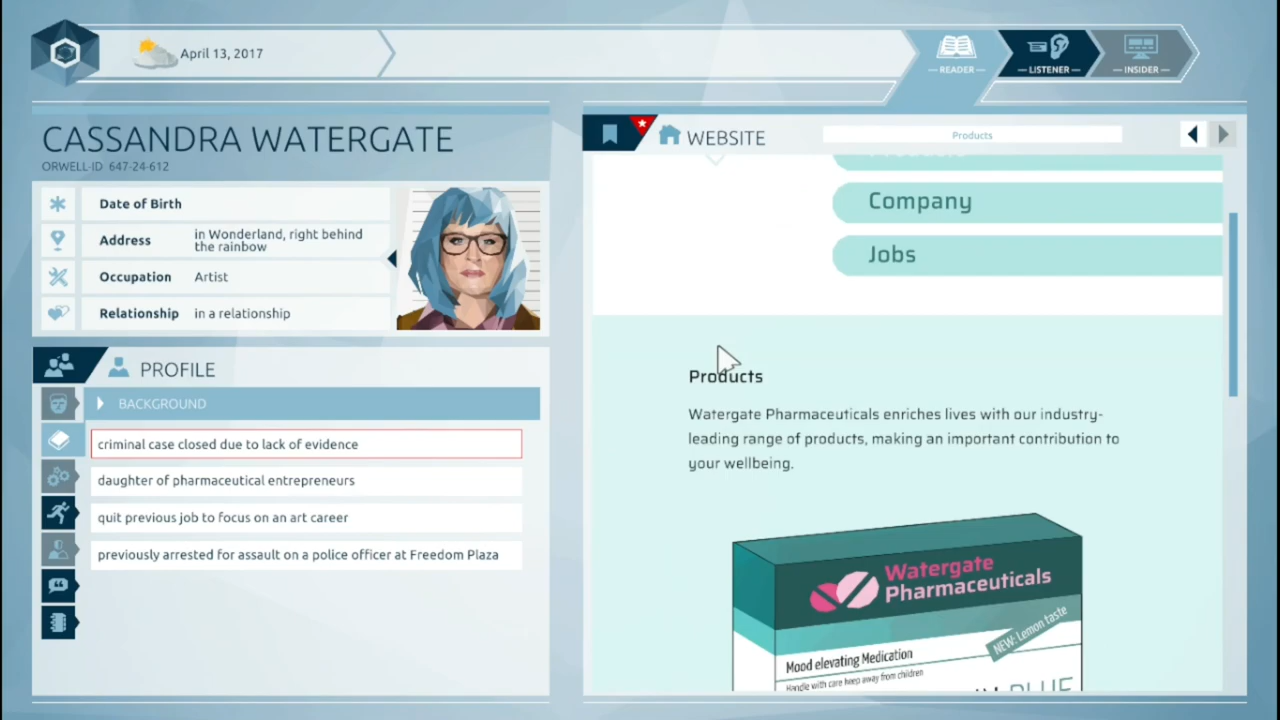 April 13, 2017
— READER —
— LISTENER —
— INSIDER —
CASSANDRA WATERGATE
ORWELL-ID 647-24-612
Date of Birth
Address in Wonderland, right behind
the rainbow
Occupation Artist
Relationship in a relationship
PROFILE
BACKGROUND
criminal case closed due to lack of evidence
daughter of pharmaceutical entrepreneurs
quit previous job to focus on an art career
previously arrested for assault on a police officer at Freedom Plaza
WEBSITE
Products
Company
Jobs
Products
Watergate Pharmaceuticals enriches lives with our industry-
leading range of products, making an important contribution to
your wellbeing.
Watergate
Pharmaceuticals
NEW: Lemon taste
Mood elevating Medication
Handle with care keep away from children
BLUE